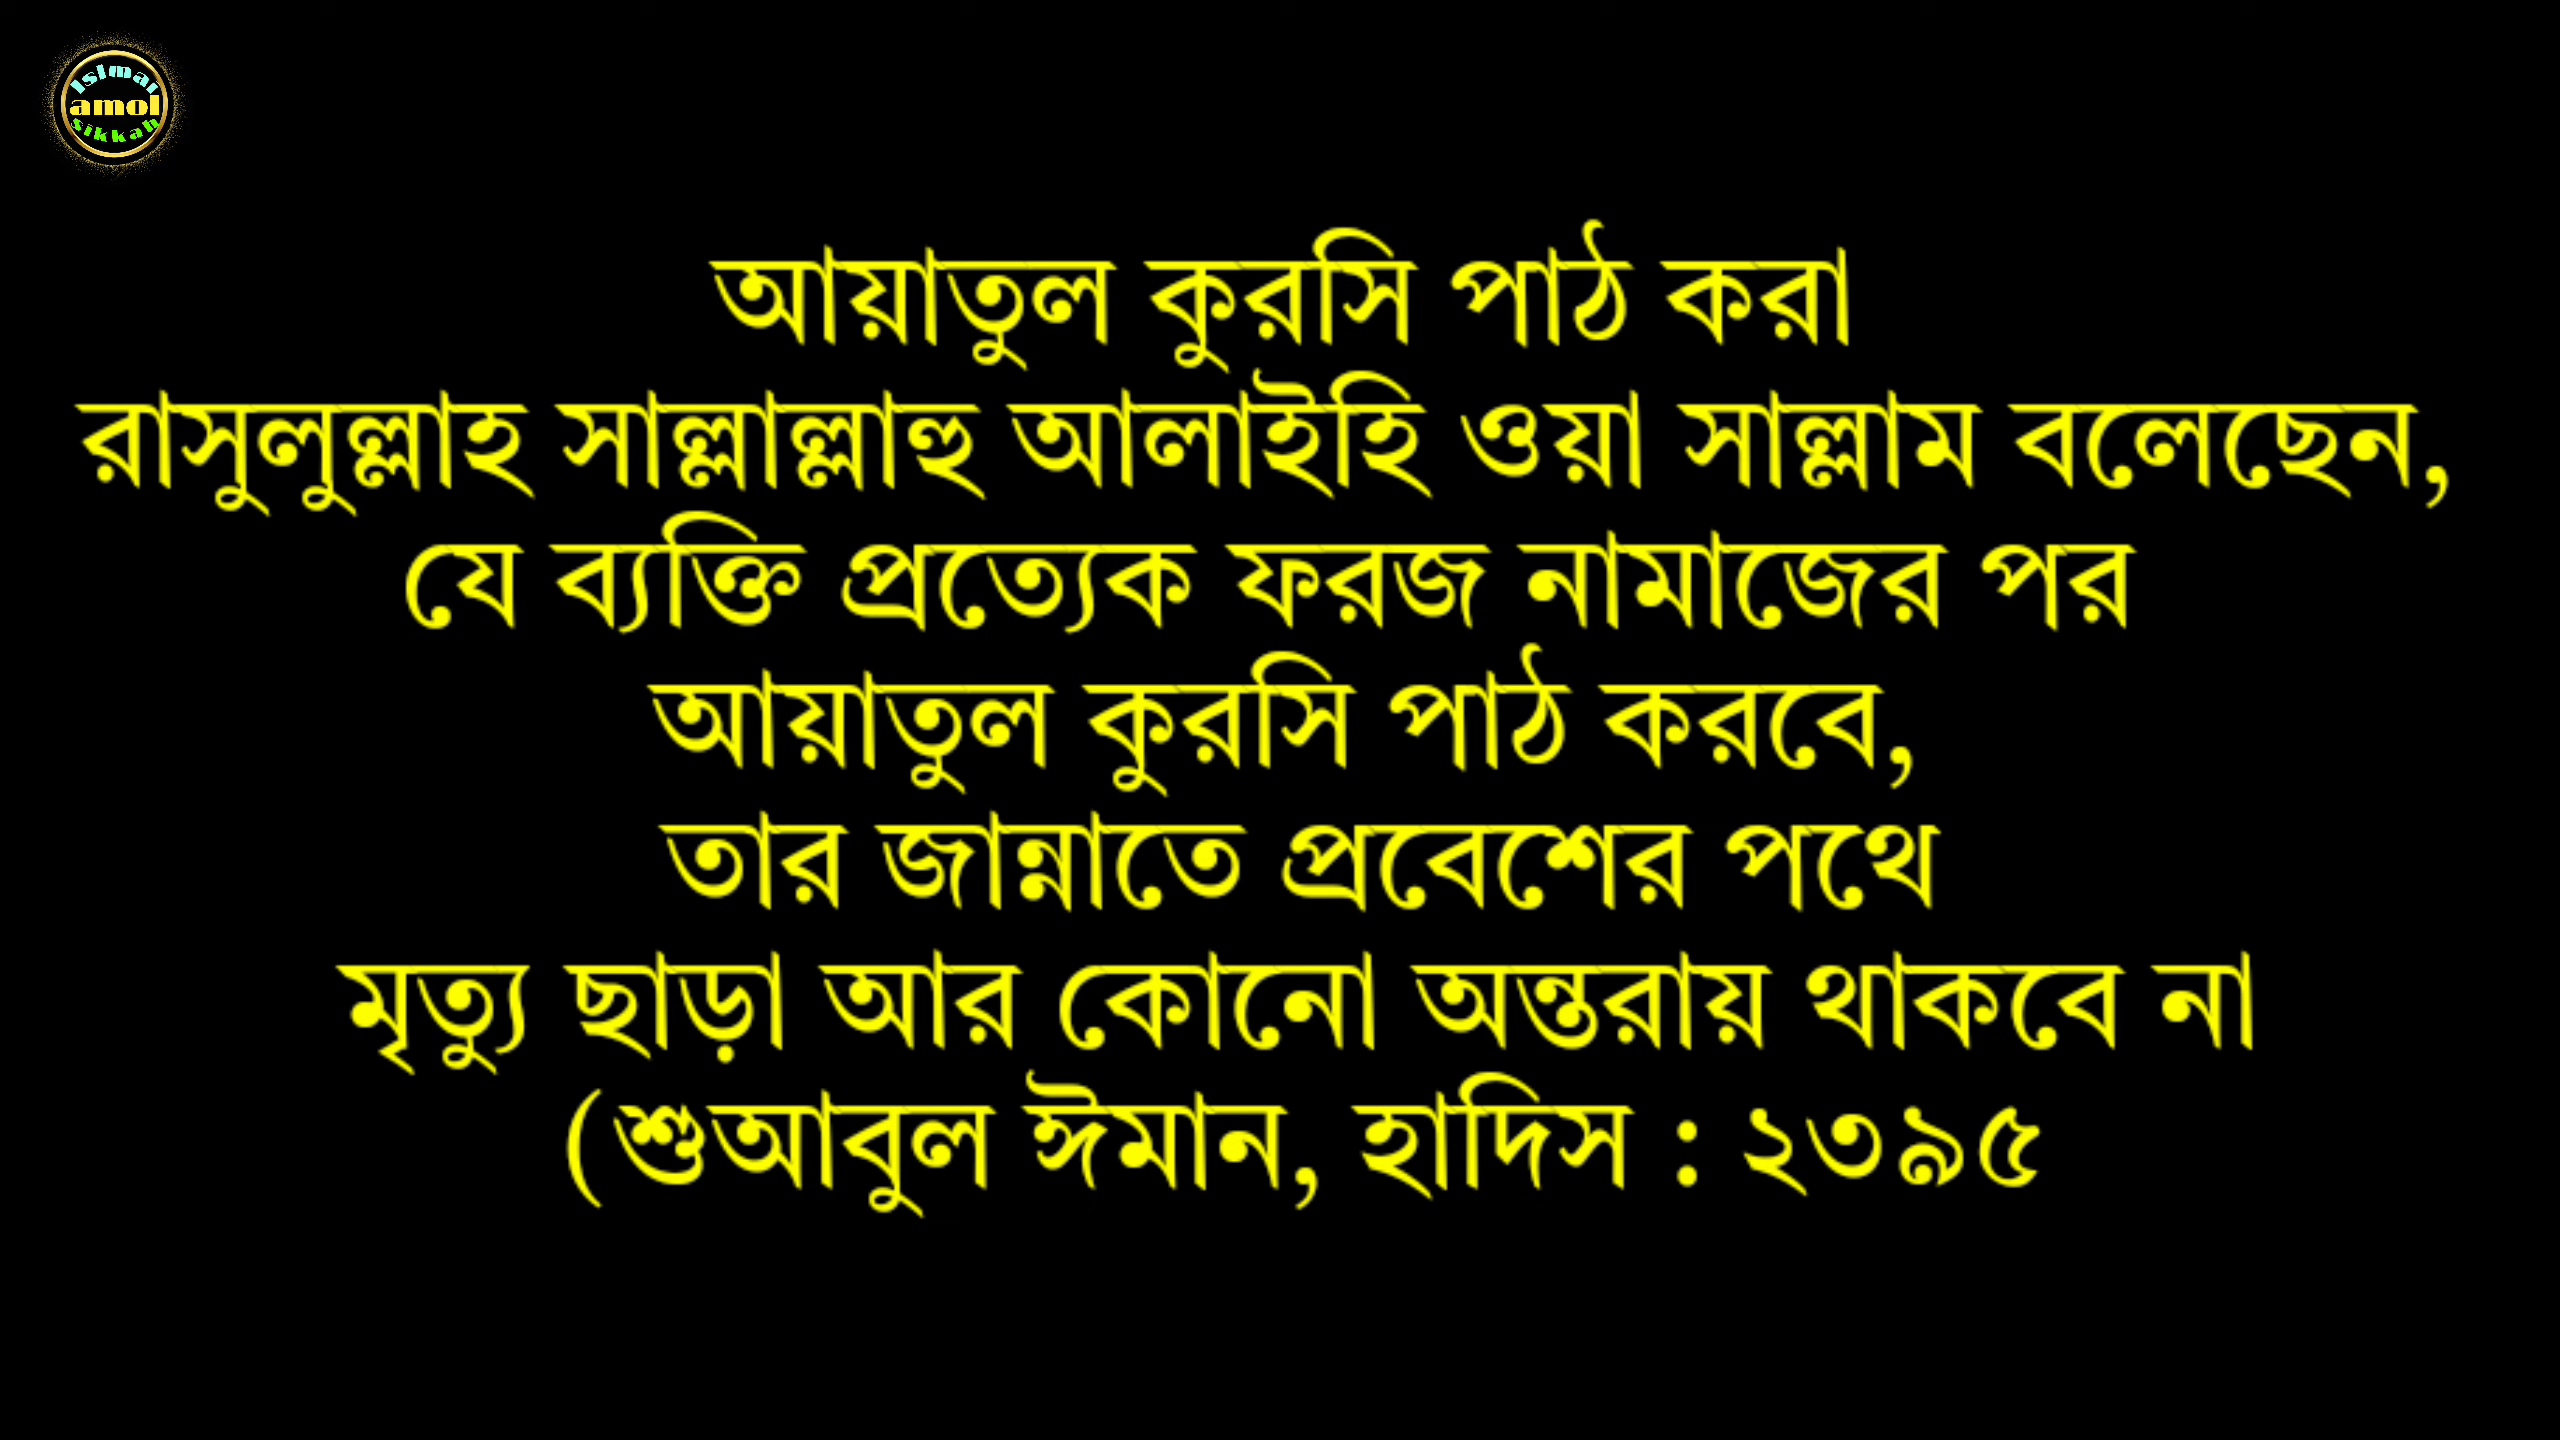 Islmai
amol
sikkah
আয়াতুল কুরসি পাঠ করা
রাসুলুল্লাহ সাল্লাল্লাহু আলাইহি ওয়া সাল্লাম বলেছেন,
যে ব্যক্তি প্রত্যেক ফরজ নামাজের পর
আয়াতুল কুরসি পাঠ করবে,
তার জান্নাতে প্রবেশের পথে
মৃত্যু ছাড়া আর কোনো অন্তরায় থাকবে না
(শুআবুল ঈমান, হাদিস : ২৩৯৫